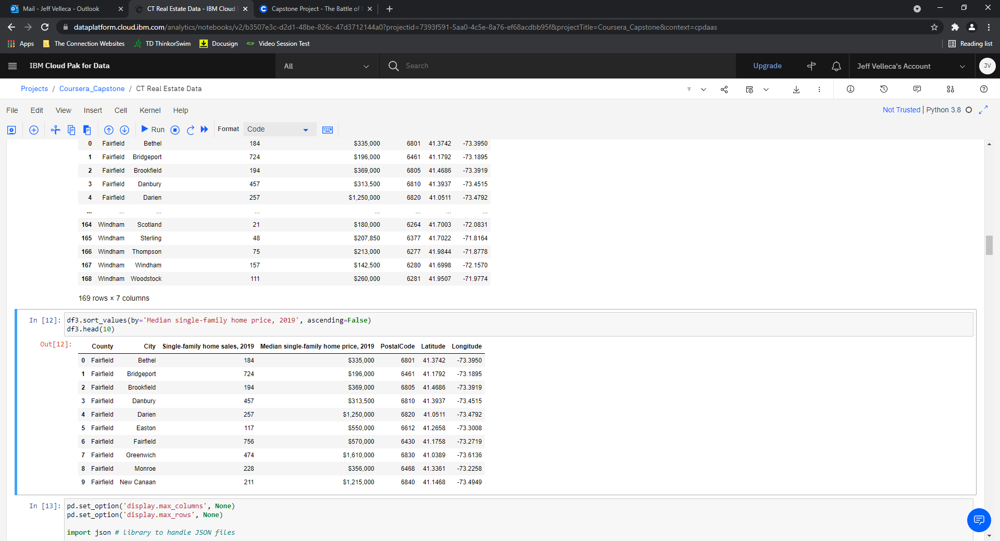 Mail - Jeff Velleca - Outlook
CT Real Estate Data - IBM Cloud
Capstone Project - The Battle of
dataplatform.cloud.ibm.com/analytics/notebooks/v2/b3507e3c-d2d1-48be-826c-47d3712144a0?projectid=7393f591-5aa0-4c5e-8a76-ef68acdbb95f&projectTitle=Coursera_Capstone&context=cpdaas
Apps The Connection Websites TD ThinkorSwim Docusign Video Session Test Reading list
IBM Cloud Pak for Data All Search Upgrade Jeff Velleca's Account JV
Projects / Coursera_Capstone / CT Real Estate Data
File Edit View Insert Cell Kernel Help Not Trusted | Python 3.8
Run Format Code
0 Fairfield Bethel 184 $335,000 6801 41.3742 -73.3950
1 Fairfield Bridgeport 724 $196,000 6461 41.1792 -73.1895
2 Fairfield Brookfield 194 $369,000 6805 41.4686 -73.3919
3 Fairfield Danbury 457 $313,500 6810 41.3937 -73.4515
4 Fairfield Darien 257 $1,250,000 6820 41.0511 -73.4792
... ... ... ... ... ... ... ...
164 Windham Scotland 21 $180,000 6264 41.7003 -72.0831
165 Windham Sterling 48 $207,850 6377 41.7022 -71.8164
166 Windham Thompson 75 $213,000 6277 41.9844 -71.8778
167 Windham Windham 157 $142,500 6280 41.6998 -72.1570
168 Windham Woodstock 111 $260,000 6281 41.9507 -71.9774
169 rows × 7 columns
In [12]: df3.sort_values(by='Median single-family home price, 2019', ascending=False)
df3.head(10)
Out[12]: County City Single-family home sales, 2019 Median single-family home price, 2019 PostalCode Latitude Longitude
0 Fairfield Bethel 184 $335,000 6801 41.3742 -73.3950
1 Fairfield Bridgeport 724 $196,000 6461 41.1792 -73.1895
2 Fairfield Brookfield 194 $369,000 6805 41.4686 -73.3919
3 Fairfield Danbury 457 $313,500 6810 41.3937 -73.4515
4 Fairfield Darien 257 $1,250,000 6820 41.0511 -73.4792
5 Fairfield Easton 117 $550,000 6612 41.2658 -73.3008
6 Fairfield Fairfield 756 $570,000 6430 41.1758 -73.2719
7 Fairfield Greenwich 474 $1,610,000 6830 41.0389 -73.6136
8 Fairfield Monroe 228 $356,000 6468 41.3361 -73.2258
9 Fairfield New Canaan 211 $1,215,000 6840 41.1468 -73.4949
In [13]: pd.set_option('display.max_columns', None)
pd.set_option('display.max_rows', None)
import json # library to handle JSON files